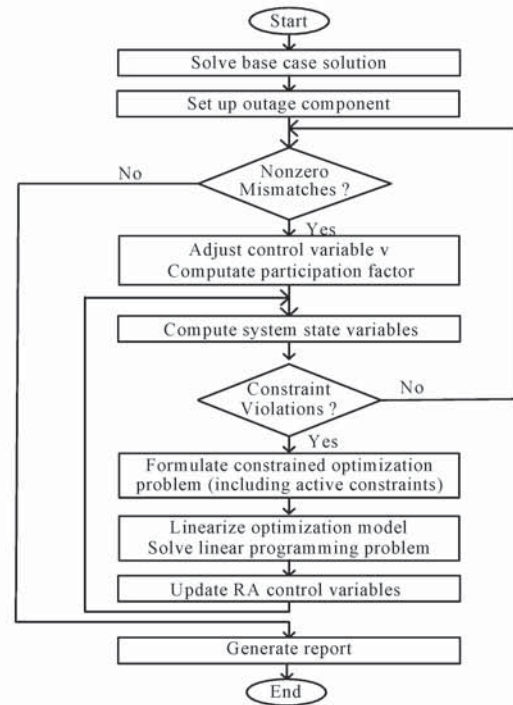 Start
Solve base case solution
Set up outage component
No
Nonzero
Mismatches ?
Yes
Adjust control variable v
Computate participation factor
Compute system state variables
Constraint
Violations ?
No
Yes
Formulate constrained optimization
problem (including active constraints)
Linearize optimization model
Solve linear programming problem
Update RA control variables
Generate report
End